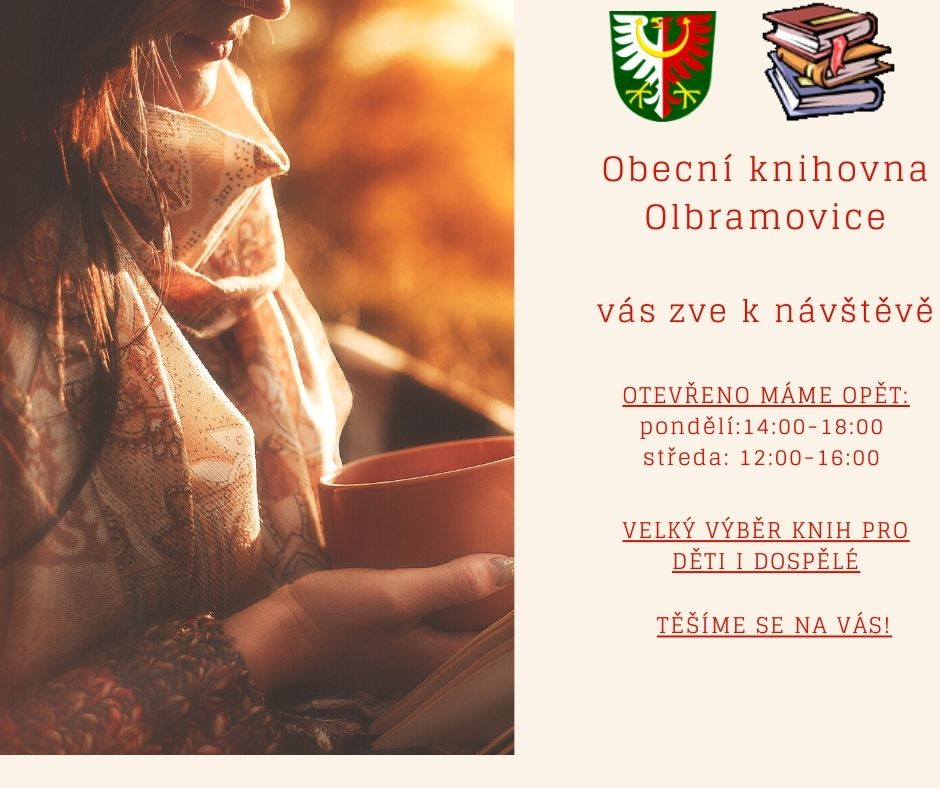 Obecní knihovna
Olbramovice
vás zve k návštěvě
OTEVŘENO MÁME OPĚT:
pondělí:14:00-18:00
středa: 12:00-16:00
VELKÝ VÝBĚR KNIH PRO
DĚTI I DOSPĚLÉ
TĚŠÍME SE NA VÁS!